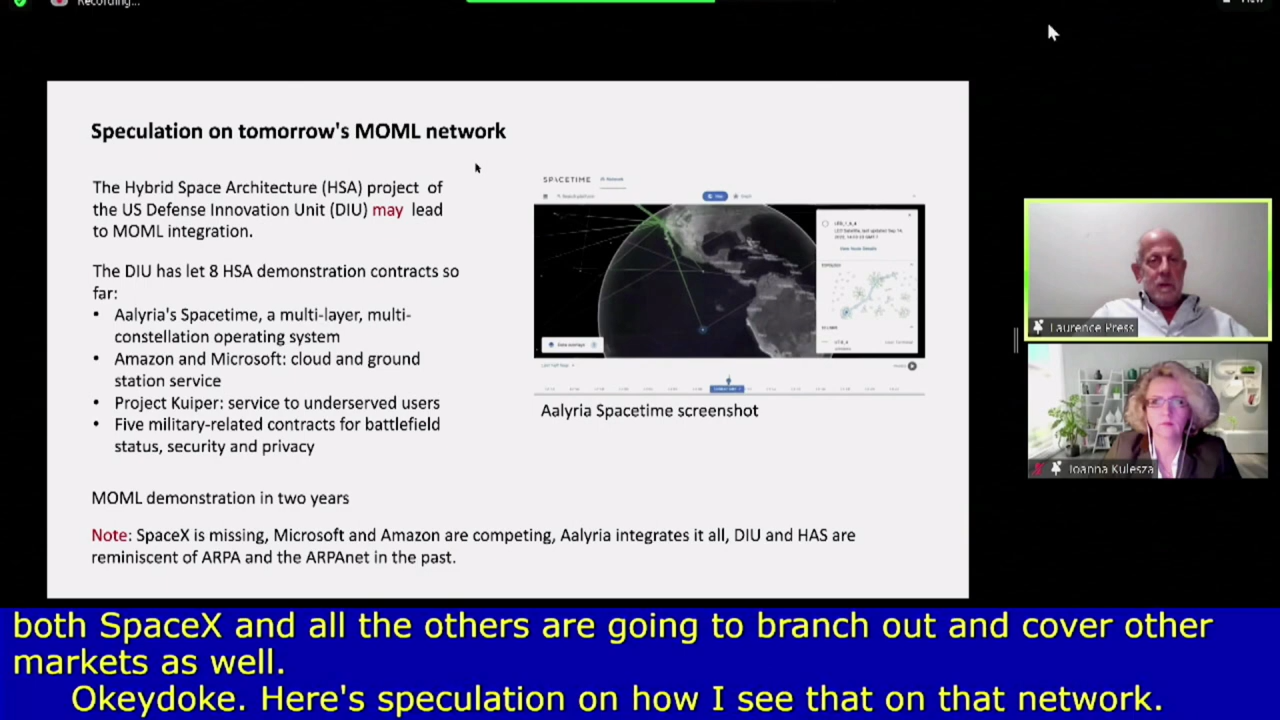 Recording...
View
Speculation on tomorrow's MOML network
The Hybrid Space Architecture (HSA) project of
the US Defense Innovation Unit (DIU) may lead
to MOML integration.
The DIU has let 8 HSA demonstration contracts so
far:
• Aalyria's Spacetime, a multi-layer, multi-
constellation operating system
• Amazon and Microsoft: cloud and ground
station service
• Project Kuiper: service to underserved users
• Five military-related contracts for battlefield
status, security and privacy
MOML demonstration in two years
Note: SpaceX is missing, Microsoft and Amazon are competing, Aalyria integrates it all, DIU and HAS are
reminiscent of ARPA and the ARPAnet in the past.
SPACETIME
Network
View Node Details
Aalyria Spacetime screenshot
Laurence Press
Joanna Kulesza
both SpaceX and all the others are going to branch out and cover other
markets as well.
Okeydoke. Here's speculation on how I see that on that network.